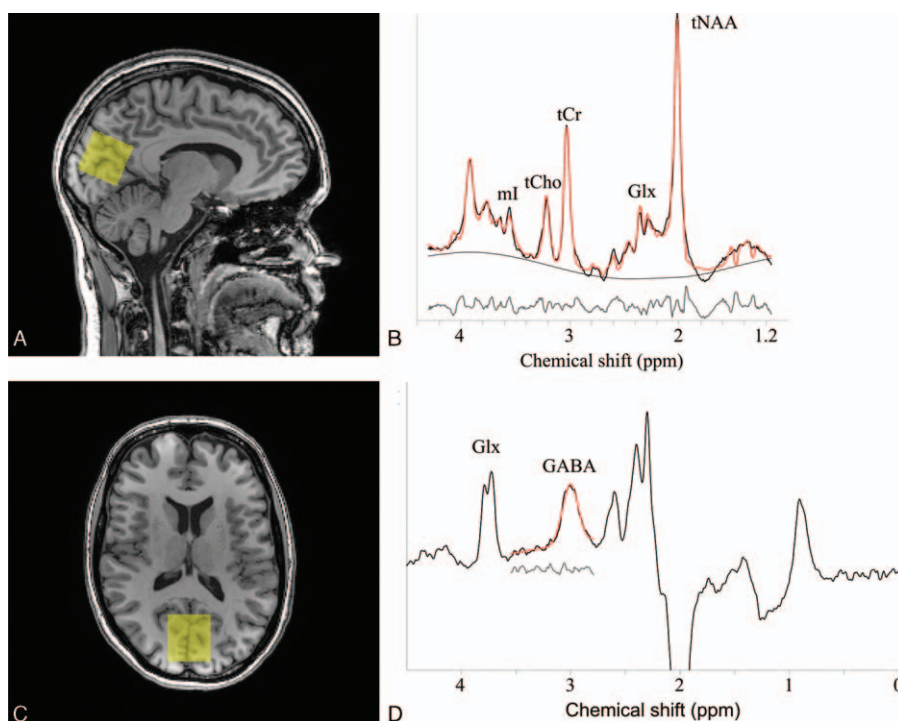 tNAA
tCr
tCho
mI
Glx
A
B
4 3 2 1.2
Chemical shift (ppm)
Glx
GABA
C
D
4 3 2 1 0
Chemical shift (ppm)